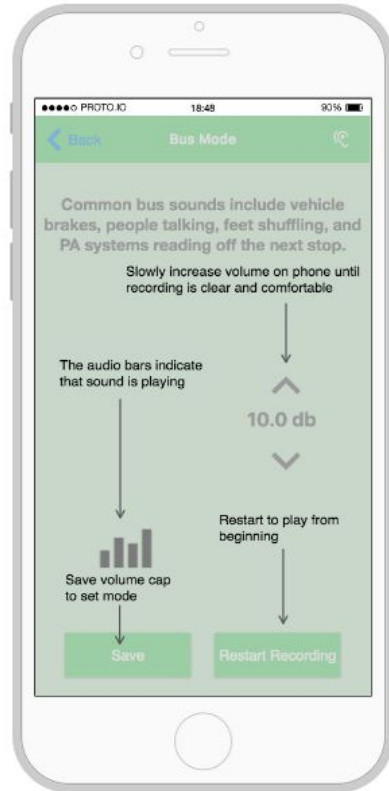 PROTO.IO 18:48 90%
Back Bus Mode
Common bus sounds include vehicle
brakes, people talking, feet shuffling, and
PA systems reading off the next stop.
Slowly increase volume on phone until
recording is clear and comfortable
The audio bars indicate
that sound is playing
10.0 db
Restart to play from
beginning
Save volume cap
to set mode
Save Restart Recording